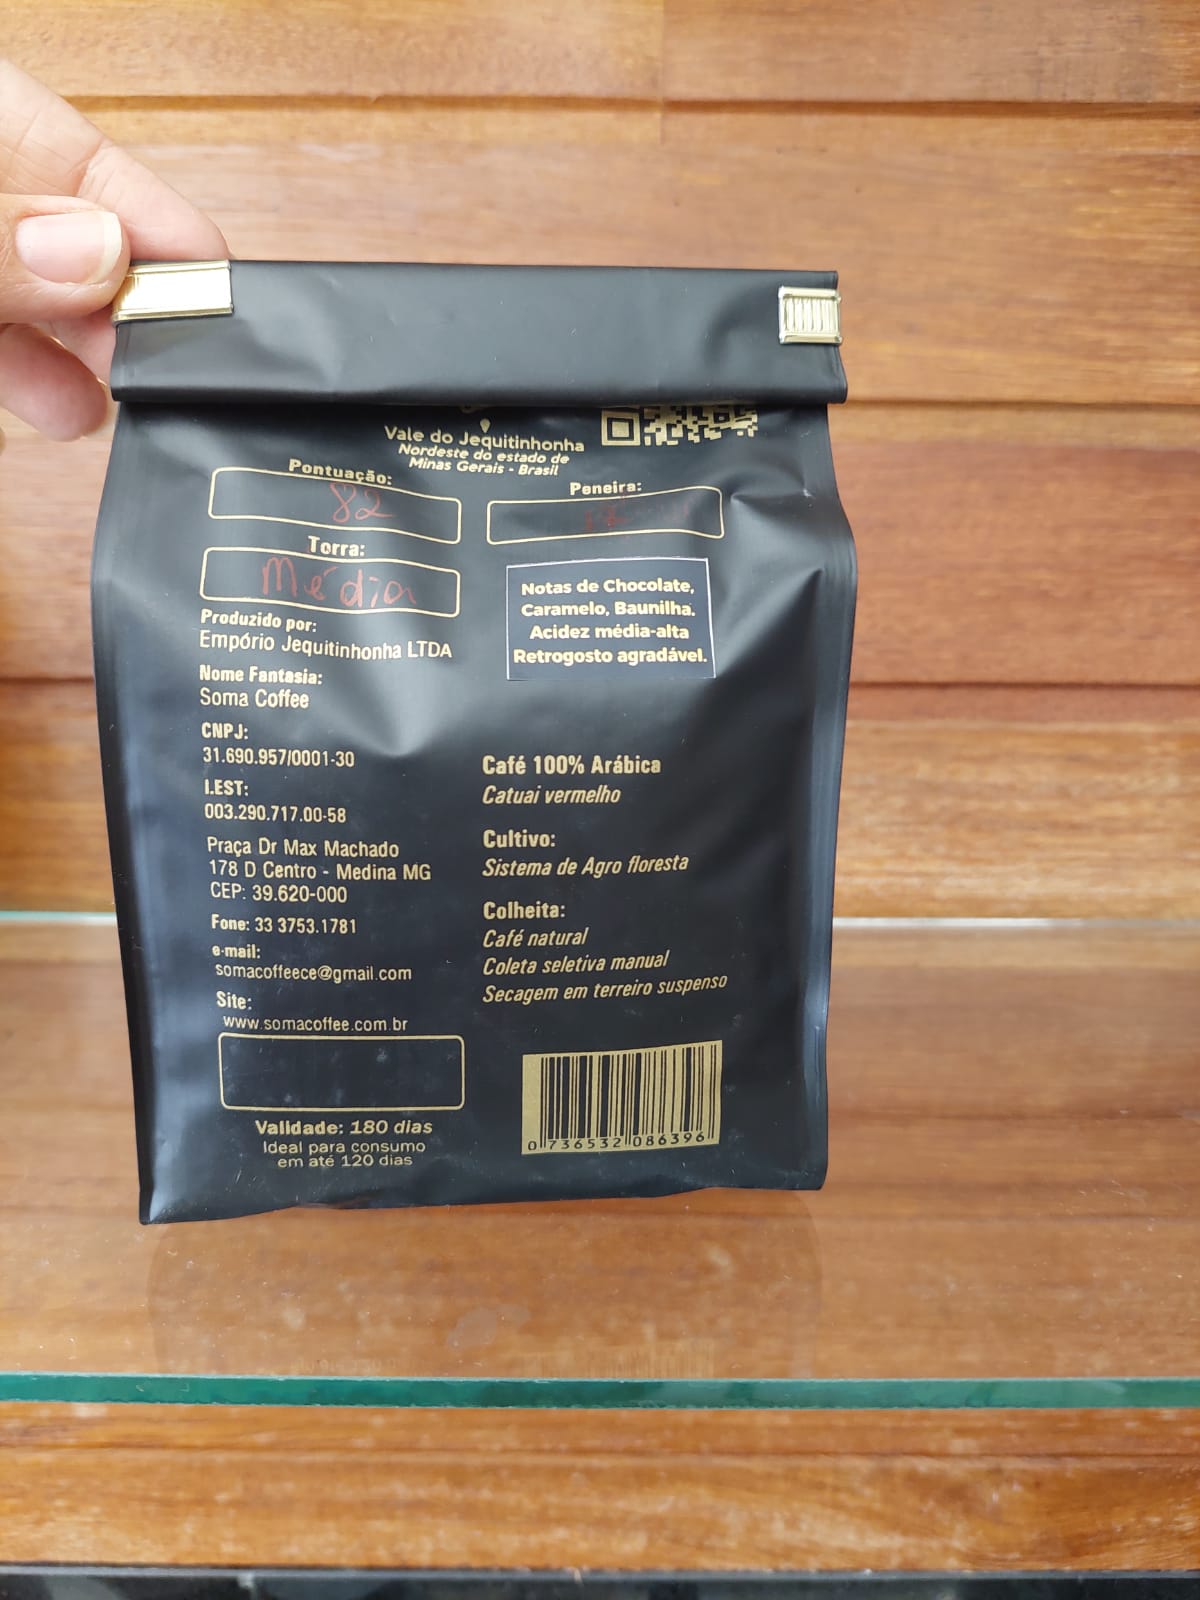 Vale do Jequitinhonha
Nordeste do estado de
Minas Gerais - Brasil
Pontuação:
82
Peneira:
Torra:
Média
Notas de Chocolate,
Caramelo, Baunilha.
Acidez média-alta
Retrogosto agradável.
Produzido por:
Empório Jequitinhonha LTDA
Nome Fantasia:
Soma Coffee
CNPJ:
31.690.957/0001-30
I.EST:
003.290.717.00-58
Praça Dr Max Machado
178 D Centro - Medina MG
CEP: 39.620-000
Fone: 33 3753.1781
e-mail:
somacoffeece@gmail.com
Site:
www.somacoffee.com.br
Validade: 180 dias
Ideal para consumo
em até 120 dias
Café 100% Arábica
Catuai vermelho
Cultivo:
Sistema de Agro floresta
Colheita:
Café natural
Coleta seletiva manual
Secagem em terreiro suspenso
0 736532 086396